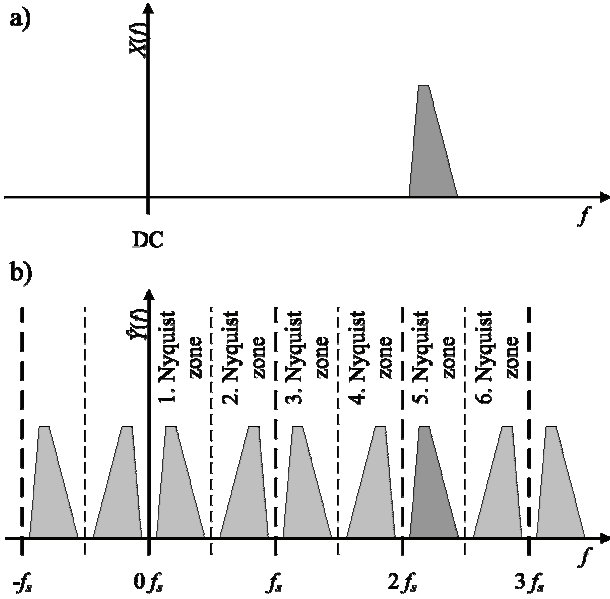 a)
X(f)
f
DC
b)
Y(f)
1. Nyquist
zone
2. Nyquist
zone
3. Nyquist
zone
4. Nyquist
zone
5. Nyquist
zone
6. Nyquist
zone
f
-fs
0 fs
fs
2 fs
3 fs